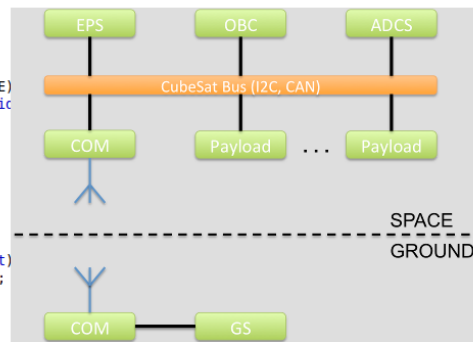 EPS OBC ADCS
E)
CubeSat Bus (I2C, CAN)
COM Payload ... Payload
SPACE
GROUND
t)
;
COM GS